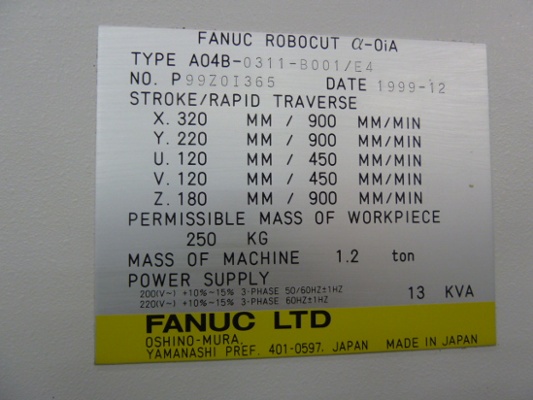 FANUC ROBOCUT α-0iA
TYPE A04B-0311-B001/E4
NO. P99Z0I365 DATE 1999-12
STROKE/RAPID TRAVERSE
X. 320 MM / 900 MM/MIN
Y. 220 MM / 900 MM/MIN
U. 120 MM / 450 MM/MIN
V. 120 MM / 450 MM/MIN
Z. 180 MM / 900 MM/MIN
PERMISSIBLE MASS OF WORKPIECE
250 KG
MASS OF MACHINE 1.2 ton
POWER SUPPLY
200(V~) +10%-15% 3-PHASE 50/60HZ±1HZ
220(V~) +10%-15% 3-PHASE 60HZ±1HZ 13 KVA
FANUC LTD
OSHINO-MURA,
YAMANASHI PREF. 401-0597, JAPAN MADE IN JAPAN